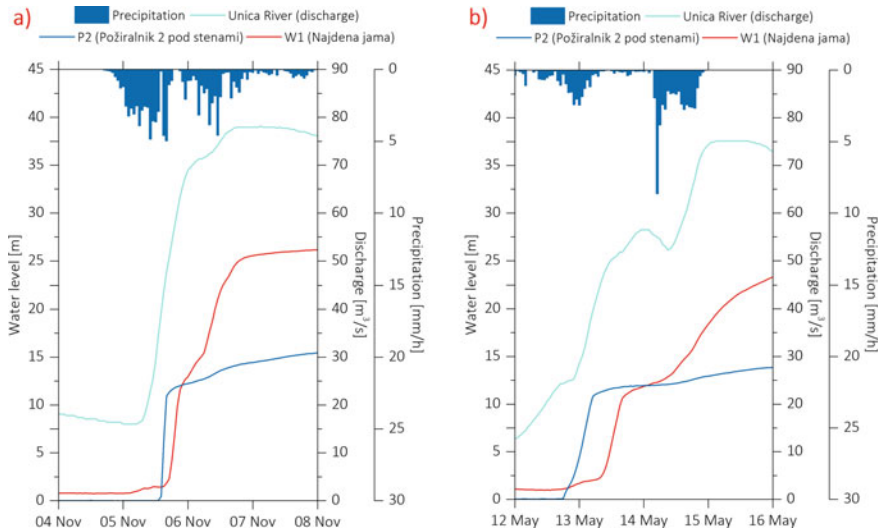 a)
Precipitation
Unica River (discharge)
P2 (Požiralnik 2 pod stenami)
W1 (Najdena jama)
45
40
35
30
25
20
15
10
5
0
Water level [m]
90
80
70
60
50
40
30
20
10
0
Discharge [m³/s]
0
5
10
15
20
25
30
Precipitation [mm/h]
04 Nov
05 Nov
06 Nov
07 Nov
08 Nov
b)
Precipitation
Unica River (discharge)
P2 (Požiralnik 2 pod stenami)
W1 (Najdena jama)
45
40
35
30
25
20
15
10
5
0
Water level [m]
90
80
70
60
50
40
30
20
10
0
Discharge [m³/s]
0
5
10
15
20
25
30
Precipitation [mm/h]
12 May
13 May
14 May
15 May
16 May